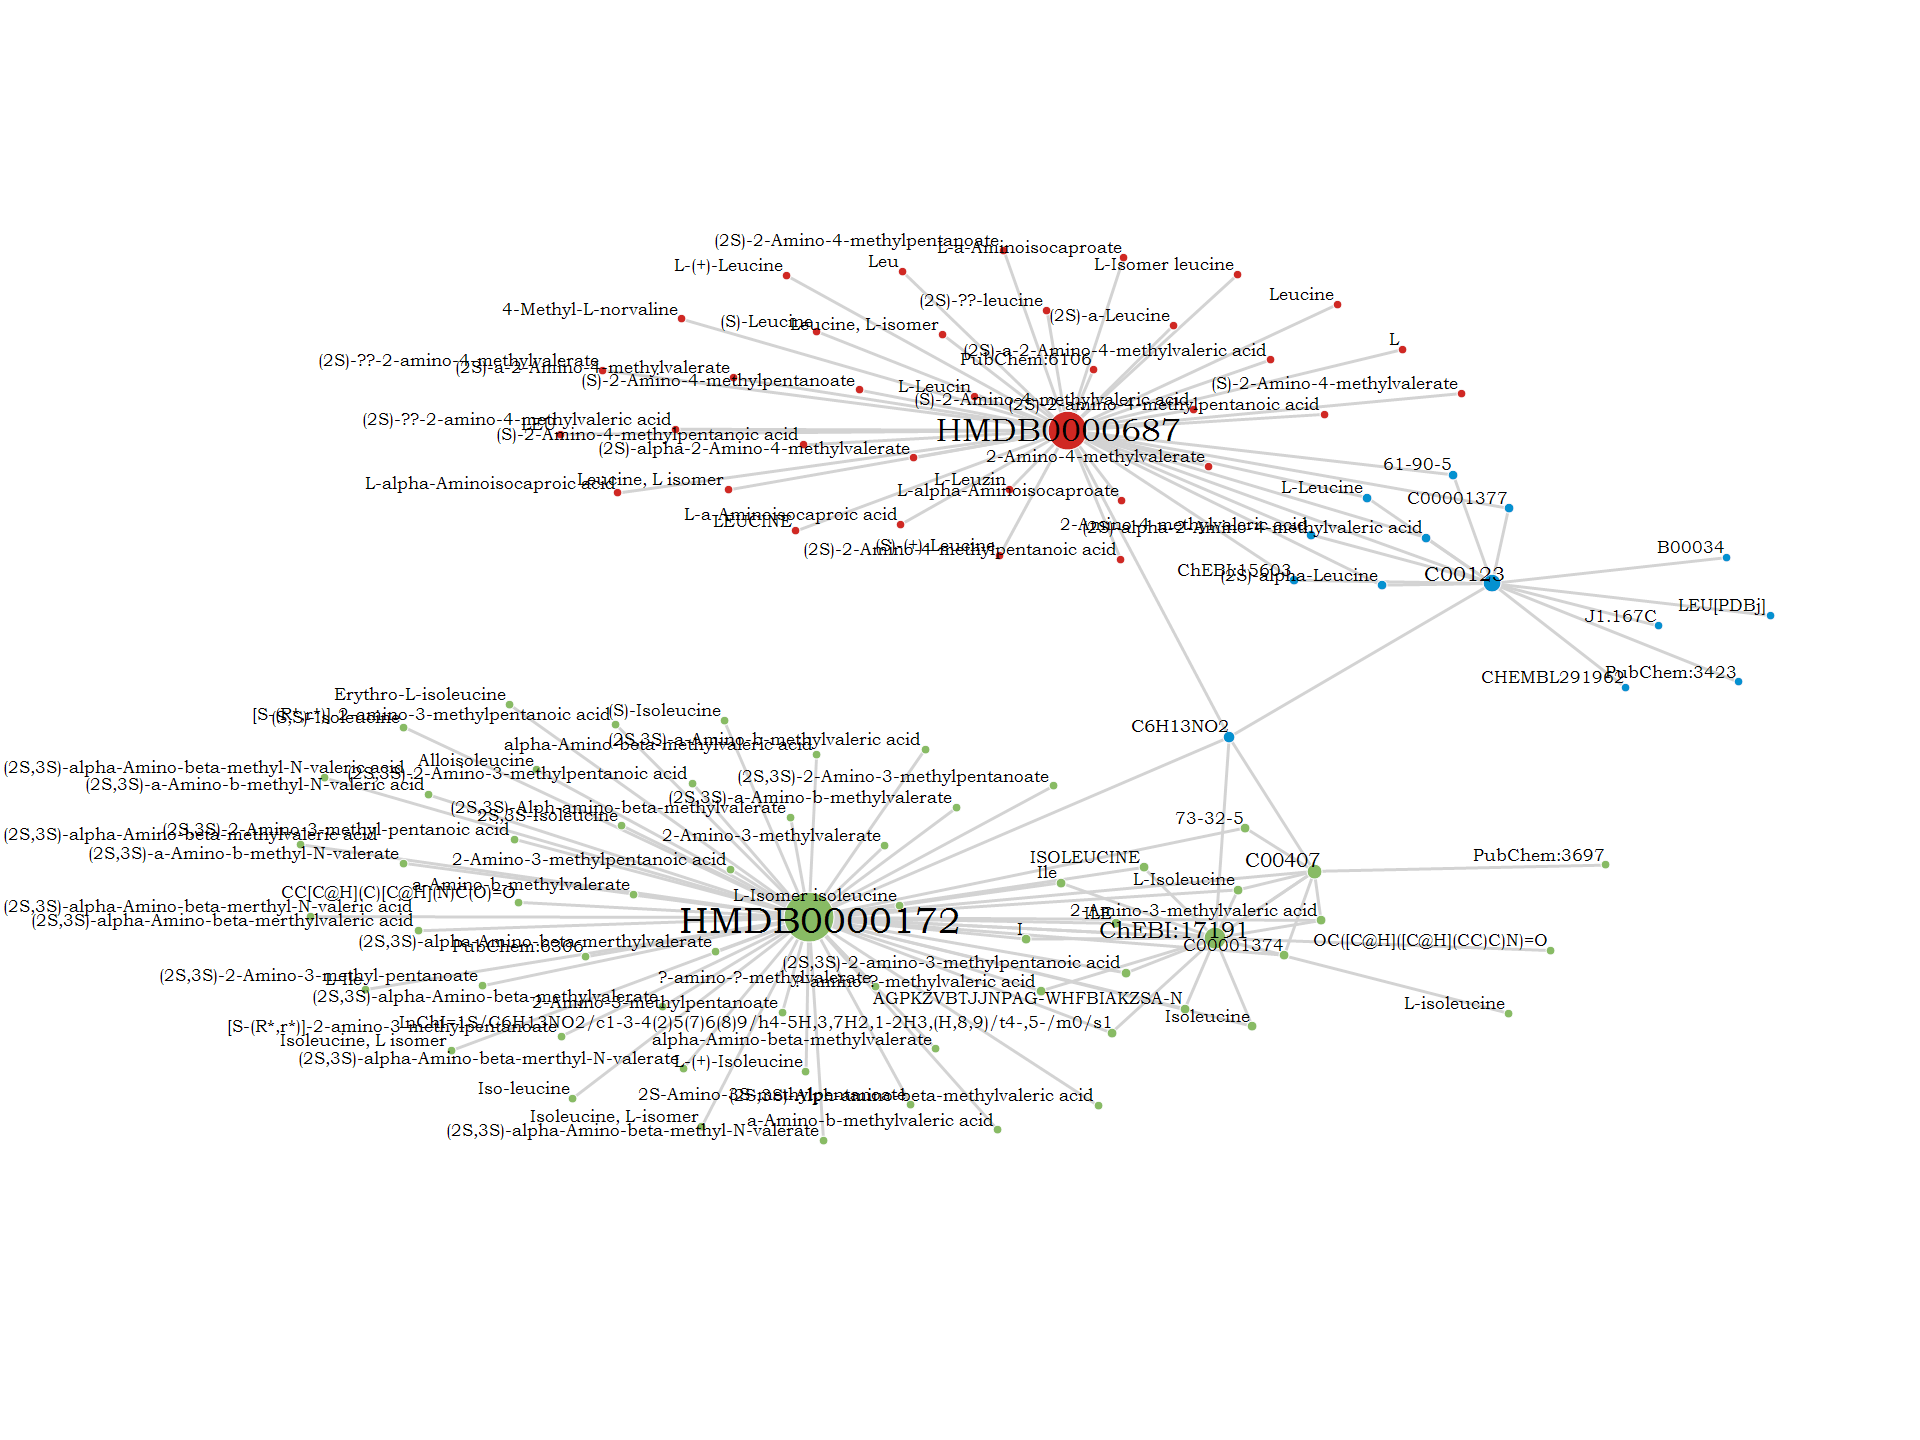 (2S)-2-Amino-4-methylpentanoate
L-a-Aminoisocaproate
L-(+)-Leucine
Leu
L-Isomer leucine
(2S)-??-leucine
Leucine
4-Methyl-L-norvaline
(S)-Leucine
Leucine, L-isomer
(2S)-a-Leucine
L
(2S)-??-2-amino-4-methylvalerate
(2S)-a-2-Amino-4-methylvalerate
PubChem:6106
(2S)-a-2-Amino-4-methylvaleric acid
(S)-2-Amino-4-methylpentanoate
L-Leucin
(S)-2-Amino-4-methylvalerate
(S)-2-Amino-4-methylvaleric acid
(2S)-2-amino-4-methylpentanoic acid
(2S)-??-2-amino-4-methylvaleric acid
LEU
(S)-2-Amino-4-methylpentanoic acid
HMDB0000687
(2S)-alpha-2-Amino-4-methylvalerate
2-Amino-4-methylvalerate
61-90-5
L-alpha-Aminoisocaproic acid
Leucine, L isomer
L-Leuzin
L-alpha-Aminoisocaproate
L-Leucine
C00001377
L-a-Aminoisocaproic acid
LEUCINE
2-Amino-4-methylvaleric acid
(2S)-alpha-2-Amino-4-methylvaleric acid
(S)-(+)-Leucine
(2S)-2-Amino-4-methylpentanoic acid
B00034
ChEBI:15603
(2S)-alpha-Leucine
C00123
LEU[PDBj]
J1.167C
CHEMBL291962
PubChem:3423
Erythro-L-isoleucine
[S-(R*,r*)]-2-amino-3-methylpentanoic acid
(S,S)-Isoleucine
(S)-Isoleucine
C6H13NO2
alpha-Amino-beta-methylvaleric acid
(2S,3S)-a-Amino-b-methylvaleric acid
Alloisoleucine
(2S,3S)-alpha-Amino-beta-methyl-N-valeric acid
(2S,3S)-2-Amino-3-methylpentanoic acid
(2S,3S)-2-Amino-3-methylpentanoate
(2S,3S)-a-Amino-b-methyl-N-valeric acid
(2S,3S)-a-Amino-b-methylvalerate
(2S,3S)-Alph-amino-beta-methylvalerate
2S,3S-Isoleucine
73-32-5
(2S,3S)-2-Amino-3-methyl-pentanoic acid
(2S,3S)-alpha-Amino-beta-methylvaleric acid
2-Amino-3-methylvalerate
(2S,3S)-a-Amino-b-methyl-N-valerate
2-Amino-3-methylpentanoic acid
ISOLEUCINE
C00407
PubChem:3697
Ile
L-Isoleucine
a-Amino-b-methylvalerate
CC[C@H](C)[C@H](N)C(O)=O
L-Isomer isoleucine
(2S,3S)-alpha-Amino-beta-merthyl-N-valeric acid
(2S,3S)-alpha-Amino-beta-merthylvaleric acid
2-Amino-3-methylvaleric acid
ILE
HMDB0000172
I
ChEBI:17191
(2S,3S)-alpha-Amino-beta-merthylvalerate
PubChem:6306
C00001374
OC([C@H]([C@H](CC)C)N)=O
(2S,3S)-2-amino-3-methylpentanoic acid
(2S,3S)-2-Amino-3-methyl-pentanoate
L-Ile
?-amino-?-methylvalerate
?-amino-?-methylvaleric acid
(2S,3S)-alpha-Amino-beta-methylvalerate
2-Amino-3-methylpentanoate
AGPKZVBTJJNPAG-WHFBIAKZSA-N
L-isoleucine
Isoleucine
[S-(R*,r*)]-2-amino-3-methylpentanoate
InChI=1S/C6H13NO2/c1-3-4(2)5(7)6(8)9/h4-5H,3,7H2,1-2H3,(H,8,9)/t4-,5-/m0/s1
Isoleucine, L isomer
alpha-Amino-beta-methylvalerate
(2S,3S)-alpha-Amino-beta-merthyl-N-valerate
L-(+)-Isoleucine
Iso-leucine
2S-Amino-3S-methylpentanoate
(2S,3S)-Alph-amino-beta-methylvaleric acid
Isoleucine, L-isomer
a-Amino-b-methylvaleric acid
(2S,3S)-alpha-Amino-beta-methyl-N-valerate